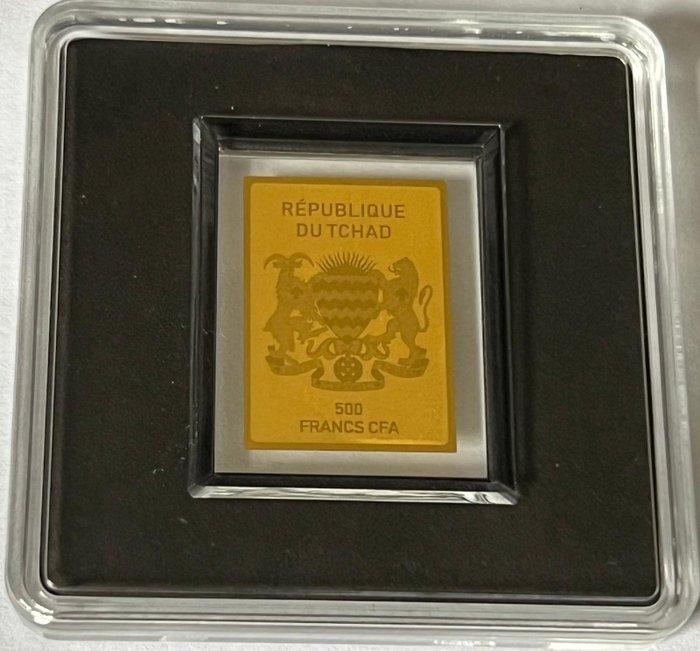 RÉPUBLIQUE
DU TCHAD
500
FRANCS CFA